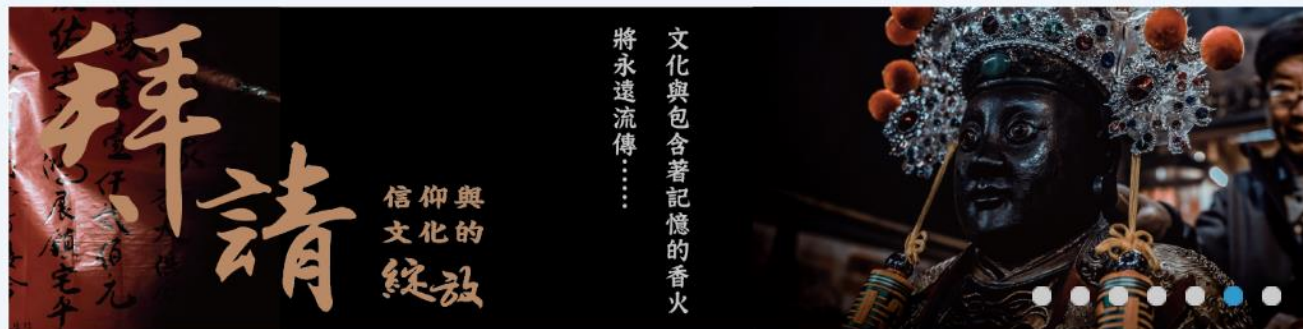 拜請
信仰與
文化的
綻放
文化與包含著記憶的香火
將永遠流傳⋯⋯